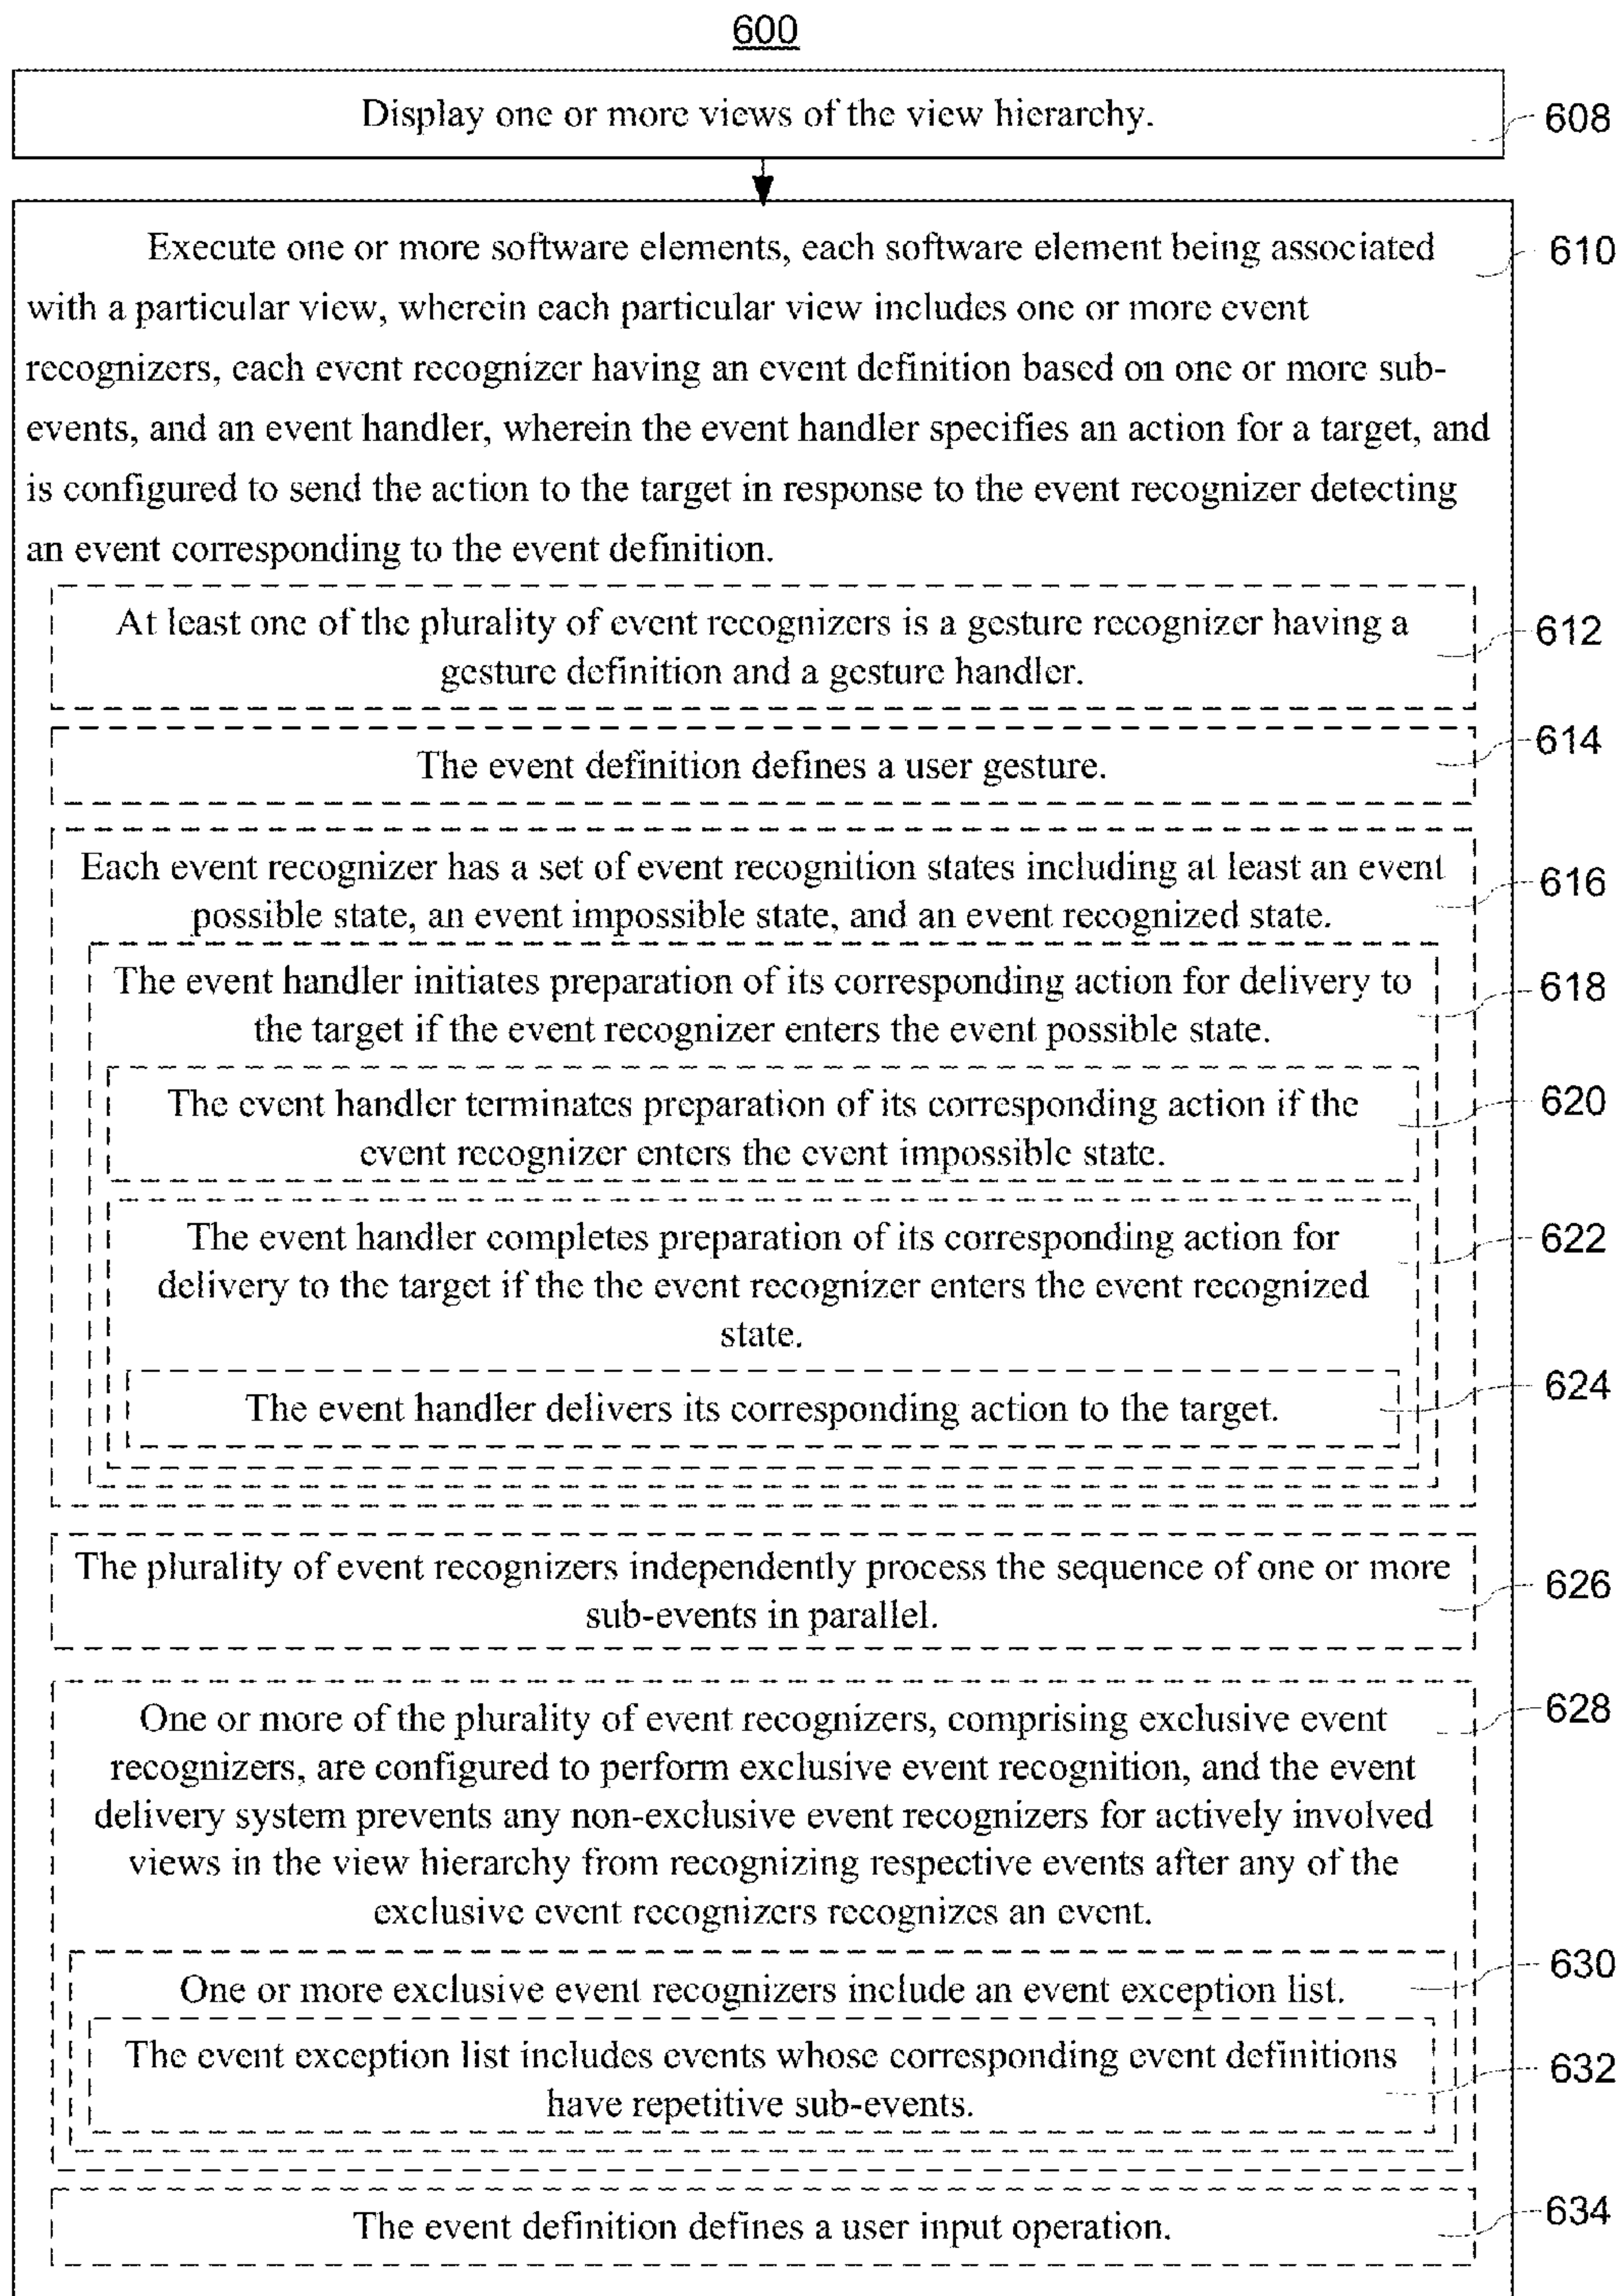 600
Display one or more views of the view hierarchy.
608
Execute one or more software elements, each software element being associated
610
with a particular view, wherein each particular view includes one or more event
recognizers, each event recognizer having an event definition based on one or more sub-
events, and an event handler, wherein the event handler specifies an action for a target, and
is configured to send the action to the target in response to the event recognizer detecting
an event corresponding to the event definition.
At least one of the plurality of event recognizers is a gesture recognizer having a
612
gesture definition and a gesture handler.
614
The event definition defines a user gesture.
Each event recognizer has a set of event recognition states including at least an event
616
possible state, an event impossible state, and an event recognized state.
The event handler initiates preparation of its corresponding action for delivery to
618
the target if the event recognizer enters the event possible state.
The event handler terminates preparation of its corresponding action if the
620
event recognizer enters the event impossible state.
The event handler completes preparation of its corresponding action for
622
delivery to the target if the the event recognizer enters the event recognized
state.
624
The event handler delivers its corresponding action to the target.
The plurality of event recognizers independently process the sequence of one or more
626
sub-events in parallel.
One or more of the plurality of event recognizers, comprising exclusive event
628
recognizers, are configured to perform exclusive event recognition, and the event
delivery system prevents any non-exclusive event recognizers for actively involved
views in the view hierarchy from recognizing respective events after any of the
exclusive event recognizers recognizes an event.
630
One or more exclusive event recognizers include an event exception list.
The event exception list includes events whose corresponding event definitions
632
have repetitive sub-events.
634
The event definition defines a user input operation.